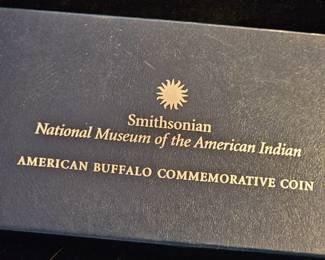 Smithsonian
National Museum of the American Indian
AMERICAN BUFFALO COMMEMORATIVE COIN